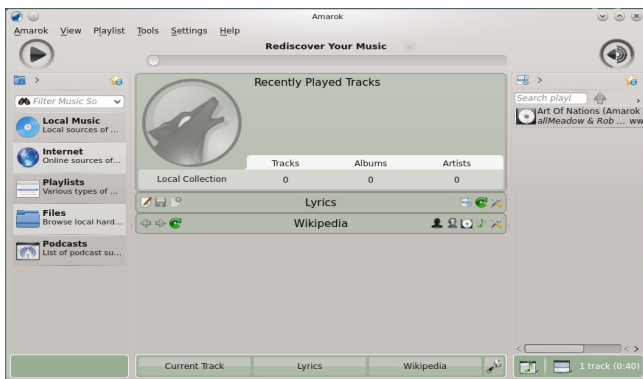 Amarok
Amarok View Playlist Tools Settings Help
Rediscover Your Music
Filter Music So
Local Music
Local sources of ...
Internet
Online sources of...
Playlists
Various types of ...
Files
Browse local hard...
Podcasts
List of podcast su...
Recently Played Tracks
Tracks Albums Artists
Local Collection 0 0 0
Lyrics
Wikipedia
Search playl
Art Of Nations (Amarok
allMeadow & Rob ... ww
Current Track Lyrics Wikipedia
1 track (0:40)